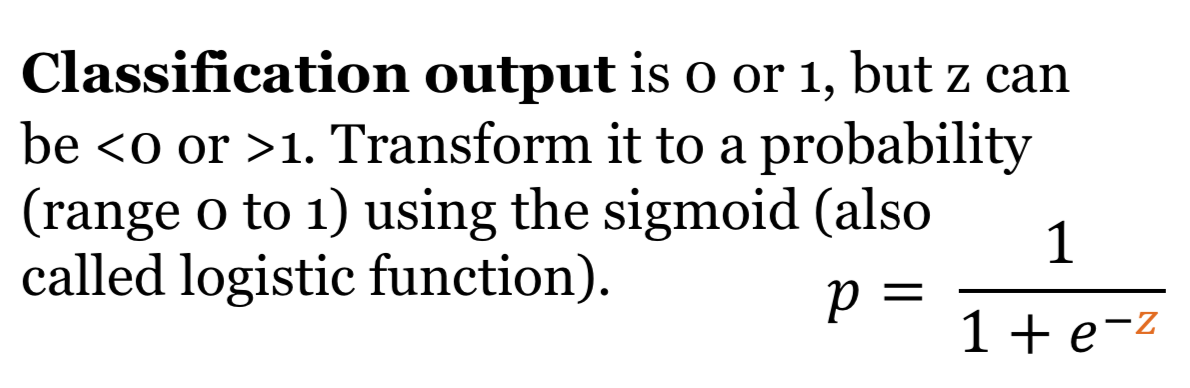 Classification output is 0 or 1, but z can
be <0 or >1. Transform it to a probability
(range 0 to 1) using the sigmoid (also
called logistic function).
p = 1 / (1 + e^−z)